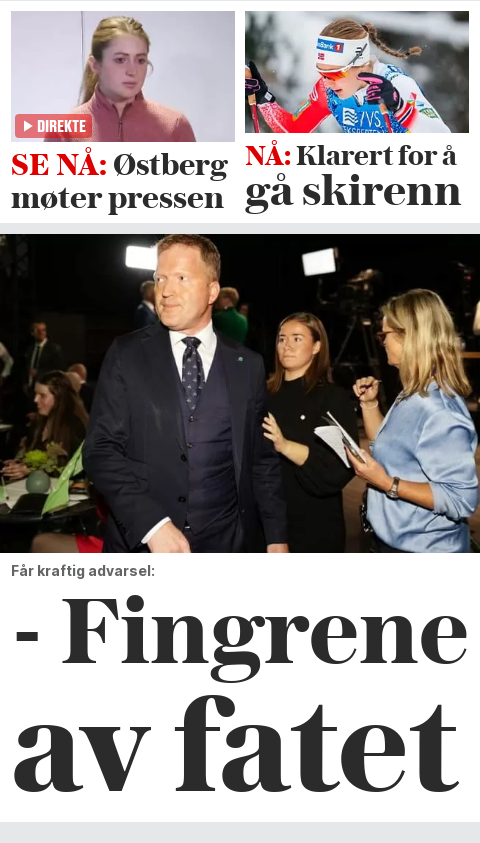 DIREKTE
SE NÅ: Østberg
møter pressen
NÅ: Klarert for å
gå skirenn
Får kraftig advarsel:
- Fingrene
av fatet